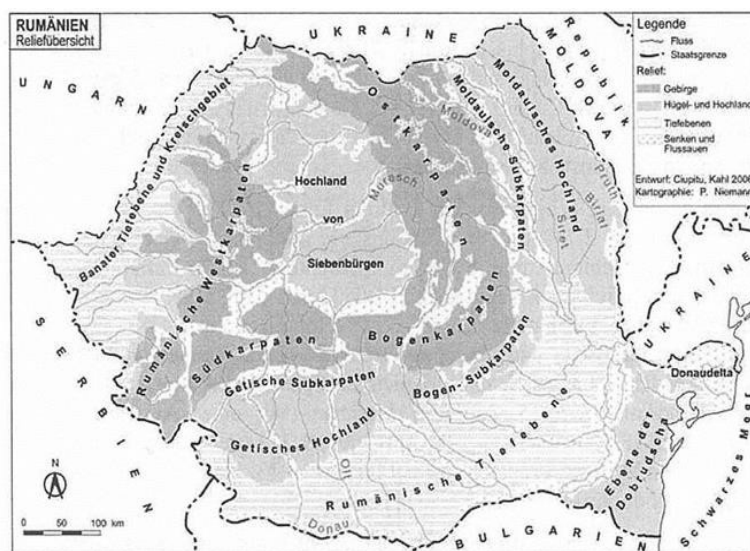 RUMÄNIEN
Reliefübersicht
UKRAINE
Republik
MOLDOVA
Legende
Fluss
Staatsgrenze
Relief:
Gebirge
Hügel- und Hochland
Tiefebenen
Senken und
Flussauen
Entwurf: Ciupitu, Kahl 2006
Kartographie: P. Niemann
UNGARN
Banater Tiefebene und Kreischgebiet
Rumänische Westkarpaten
Ostkarpaten
Moldova
Moldauische Subkarpaten
Moldauisches Hochland
Pruth
Birlat
Siret
Hochland
von
Siebenbürgen
Maresch
SERBIEN
Südkarpaten
Bogenkarpaten
Getische Subkarpaten
Bogen-Subkarpaten
Getisches Hochland
Olt
Rumänische Tiefebene
Donau
UKRAINE
Donaudelta
Ebene der
Dobrudscha
Schwarzes Meer
BULGARIEN
N
0 50 100 km